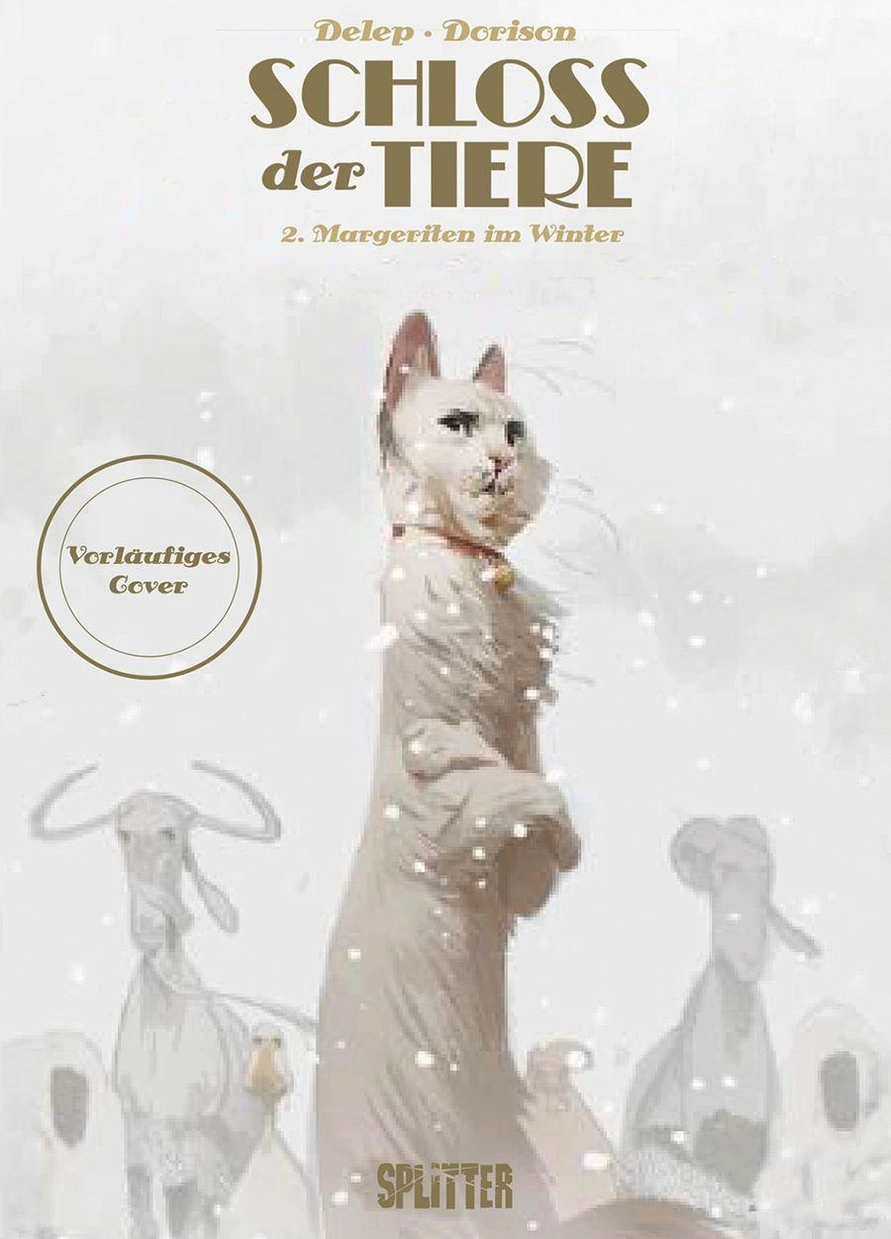 Delep · Dorison
SCHLOSS
der TIERE
2. Margeriten im Winter
Vorläufiges
Cover
SPLITTER